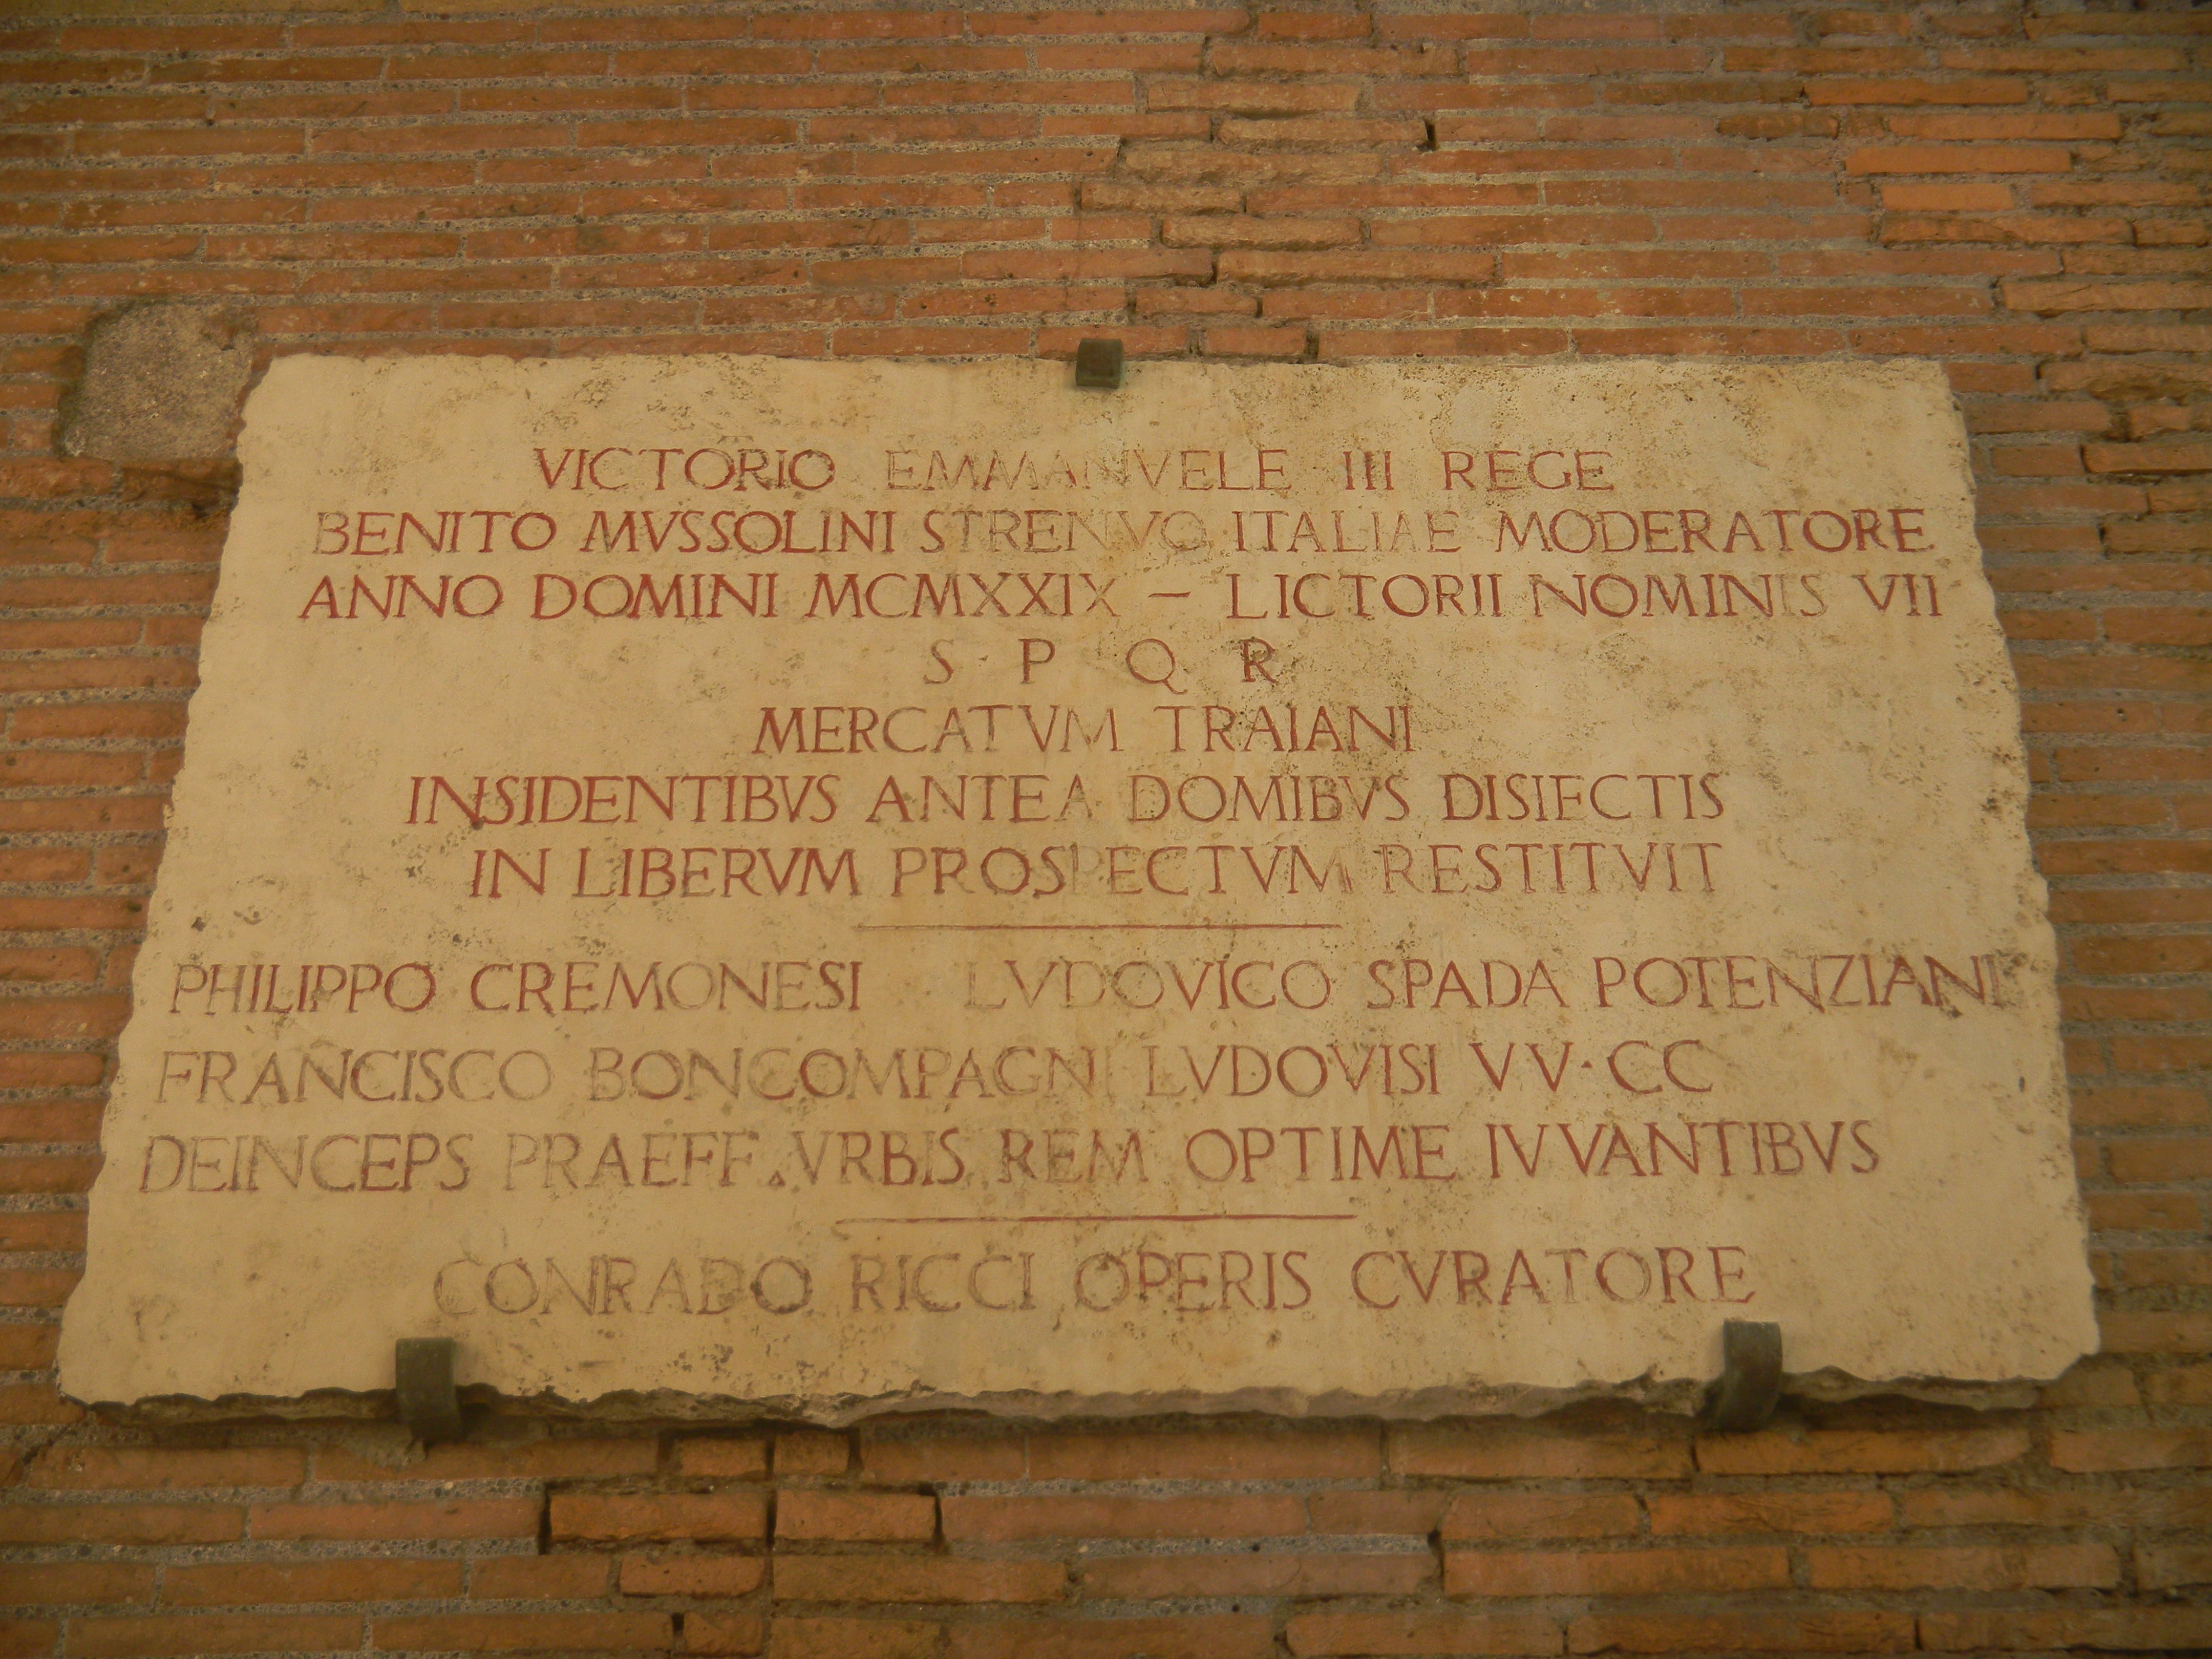 VICTORIO EMMANVELE III REGE
BENITO MVSSOLINI STRENVO ITALIAE MODERATORE
ANNO DOMINI MCMXXIX – LICTORII NOMINIS VII
S P Q R
MERCATVM TRAIANI
INSIDENTIBVS ANTEA DOMIBVS DISIECTIS
IN LIBERVM PROSPECTVM RESTITVIT
PHILIPPO CREMONESI LVDOVICO SPADA POTENZIANI
FRANCISCO BONCOMPAGNI LVDOVISI VV·CC
DEINCEPS PRAEFF. VRBIS REM OPTIME IVVANTIBVS
CONRADO RICCI OPERIS CVRATORE